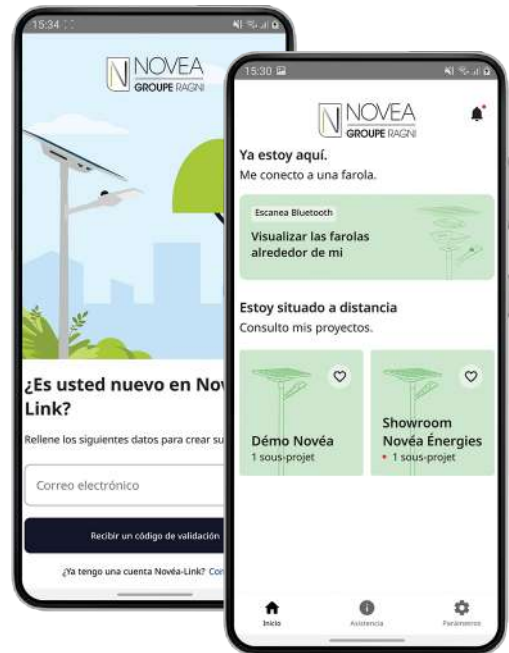 15:34
NOVEA
GROUPE RAGNI
¿Es usted nuevo en Nov
Link?
Rellene los siguientes datos para crear su
Correo electrónico
Recibir un código de validación
¿Ya tengo una cuenta Novéa-Link? Con
15:30
NOVEA
GROUPE RAGNI
Ya estoy aquí.
Me conecto a una farola.
Escanea Bluetooth
Visualizar las farolas
alrededor de mi
Estoy situado a distancia
Consulto mis proyectos.
Démo Novéa
1 sous-projet
Showroom
Novéa Énergies
1 sous-projet
Inicio
Asistencia
Parámetros